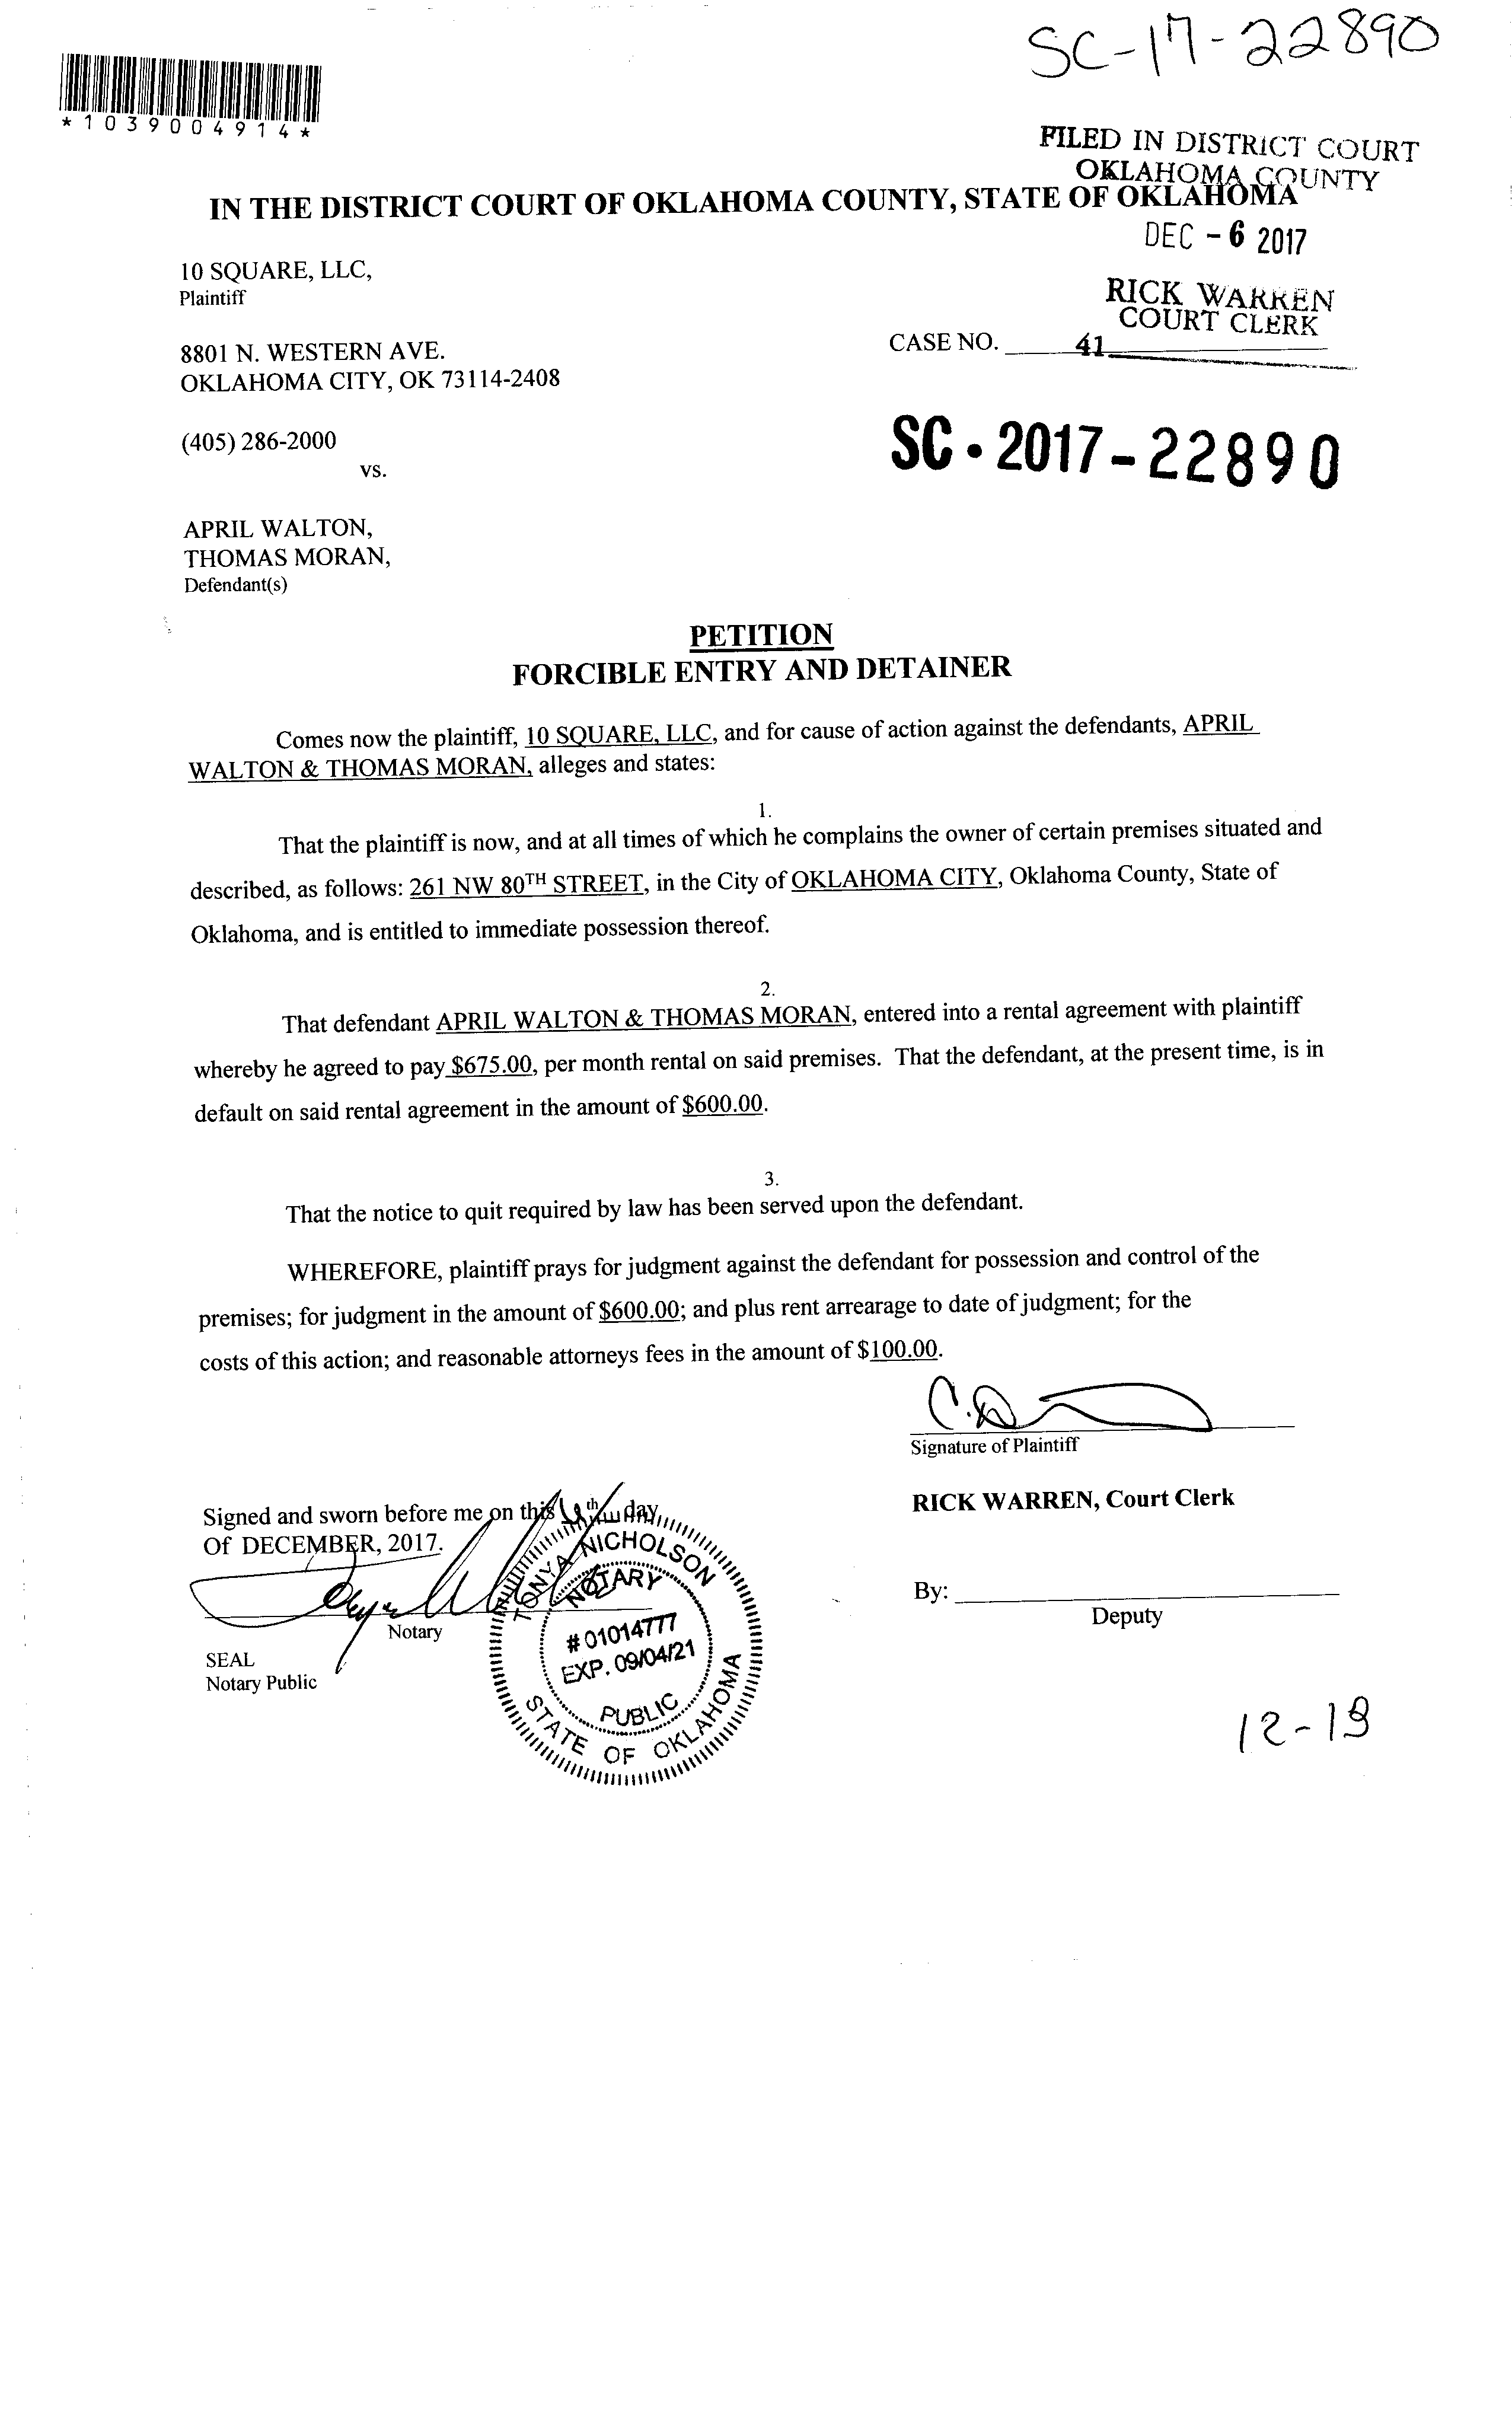 SC-17-22890
*1039004914*
FILED IN DISTRICT COURT
OKLAHOMA COUNTY
IN THE DISTRICT COURT OF OKLAHOMA COUNTY, STATE OF OKLAHOMA
DEC - 6 2017
10 SQUARE, LLC,
Plaintiff
RICK WARREN
COURT CLERK
8801 N. WESTERN AVE.
CASE NO. 41
OKLAHOMA CITY, OK 73114-2408
(405) 286-2000
SC-2017-22890
vs.
APRIL WALTON,
THOMAS MORAN,
Defendant(s)
PETITION
FORCIBLE ENTRY AND DETAINER
Comes now the plaintiff, 10 SQUARE, LLC, and for cause of action against the defendants, APRIL
WALTON & THOMAS MORAN, alleges and states:
1.
That the plaintiff is now, and at all times of which he complains the owner of certain premises situated and
described, as follows: 261 NW 80TH STREET, in the City of OKLAHOMA CITY, Oklahoma County, State of
Oklahoma, and is entitled to immediate possession thereof.
2.
That defendant APRIL WALTON & THOMAS MORAN, entered into a rental agreement with plaintiff
whereby he agreed to pay $675.00, per month rental on said premises. That the defendant, at the present time, is in
default on said rental agreement in the amount of $600.00.
3.
That the notice to quit required by law has been served upon the defendant.
WHEREFORE, plaintiff prays for judgment against the defendant for possession and control of the
premises; for judgment in the amount of $600.00; and plus rent arrearage to date of judgment; for the
costs of this action; and reasonable attorneys fees in the amount of $100.00.
Signature of Plaintiff
RICK WARREN, Court Clerk
Signed and sworn before me on this 6th day
Of DECEMBER, 2017.
By:
Deputy
Notary
SEAL
Notary Public
TONYA NICHOLSON
NOTARY
# 01014777
EXP. 09/04/21
PUBLIC
STATE OF OKLAHOMA
12-19